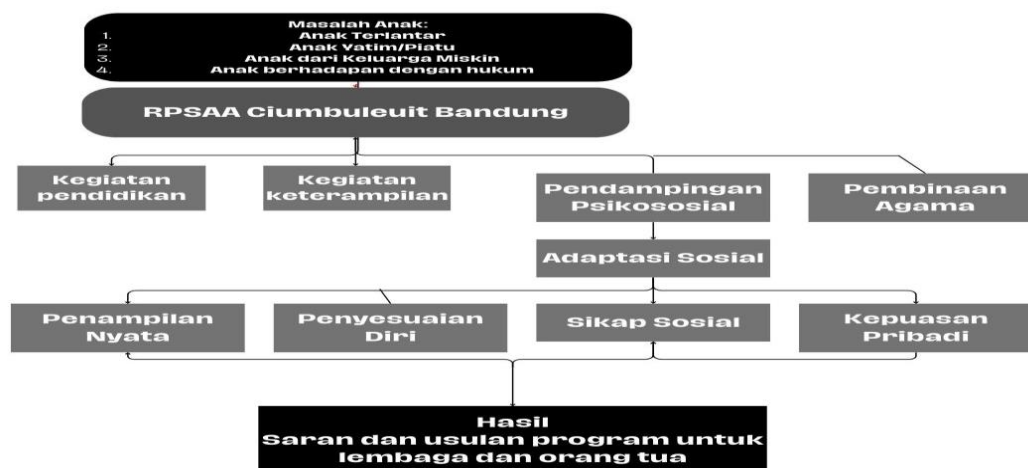 Masalah Anak:
1. Anak Terlantar
2. Anak Yatim/Piatu
3. Anak dari Keluarga Miskin
4. Anak berhadapan dengan hukum
RPSAA Ciumbuleuit Bandung
Kegiatan
pendidikan
Kegiatan
keterampilan
Pendampingan
Psikososial
Pembinaan
Agama
Adaptasi Sosial
Penampilan
Nyata
Penyesuaian
Diri
Sikap Sosial
Kepuasan
Pribadi
Hasil
Saran dan usulan program untuk
lembaga dan orang tua